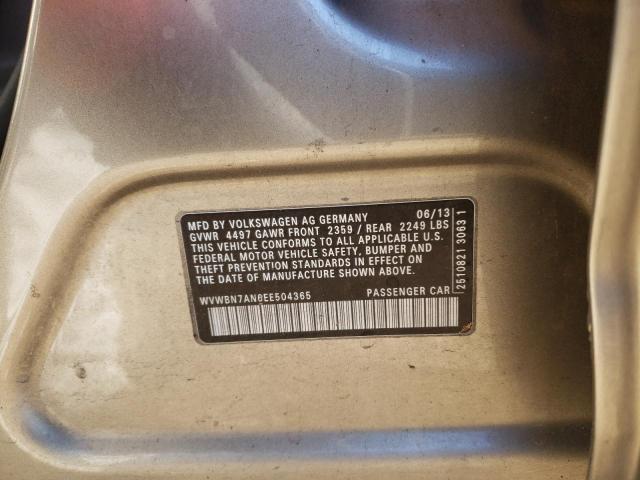 MFD BY VOLKSWAGEN AG GERMANY 06/13
GVWR 4497 GAWR FRONT 2359 / REAR 2249 LBS
THIS VEHICLE CONFORMS TO ALL APPLICABLE U.S.
FEDERAL MOTOR VEHICLE SAFETY, BUMPER AND
THEFT PREVENTION STANDARDS IN EFFECT ON
THE DATE OF MANUFACTURE SHOWN ABOVE.
WVWBN7AN0EE504365 PASSENGER CAR
2510821 3063 1